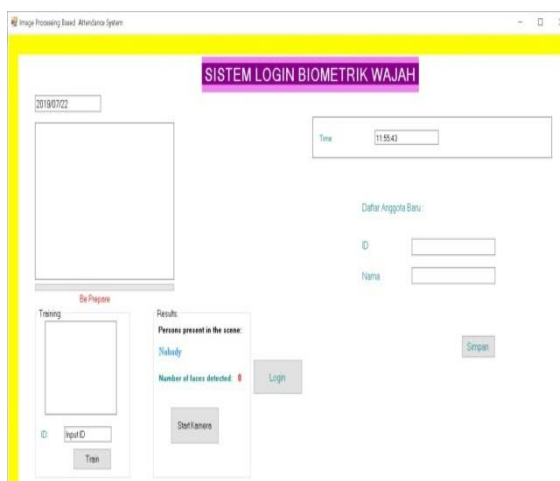 Image Processing Based Attendance System
SISTEM LOGIN BIOMETRIK WAJAH
2019/07/22
Time
11:55:43
Daftar Anggota Baru :
ID
Nama
Simpan
Be Prepare
Training:
ID:
Input ID
Train
Results:
Persons present in the scene:
Nobody
Number of faces detected: 0
Start Kamera
Login